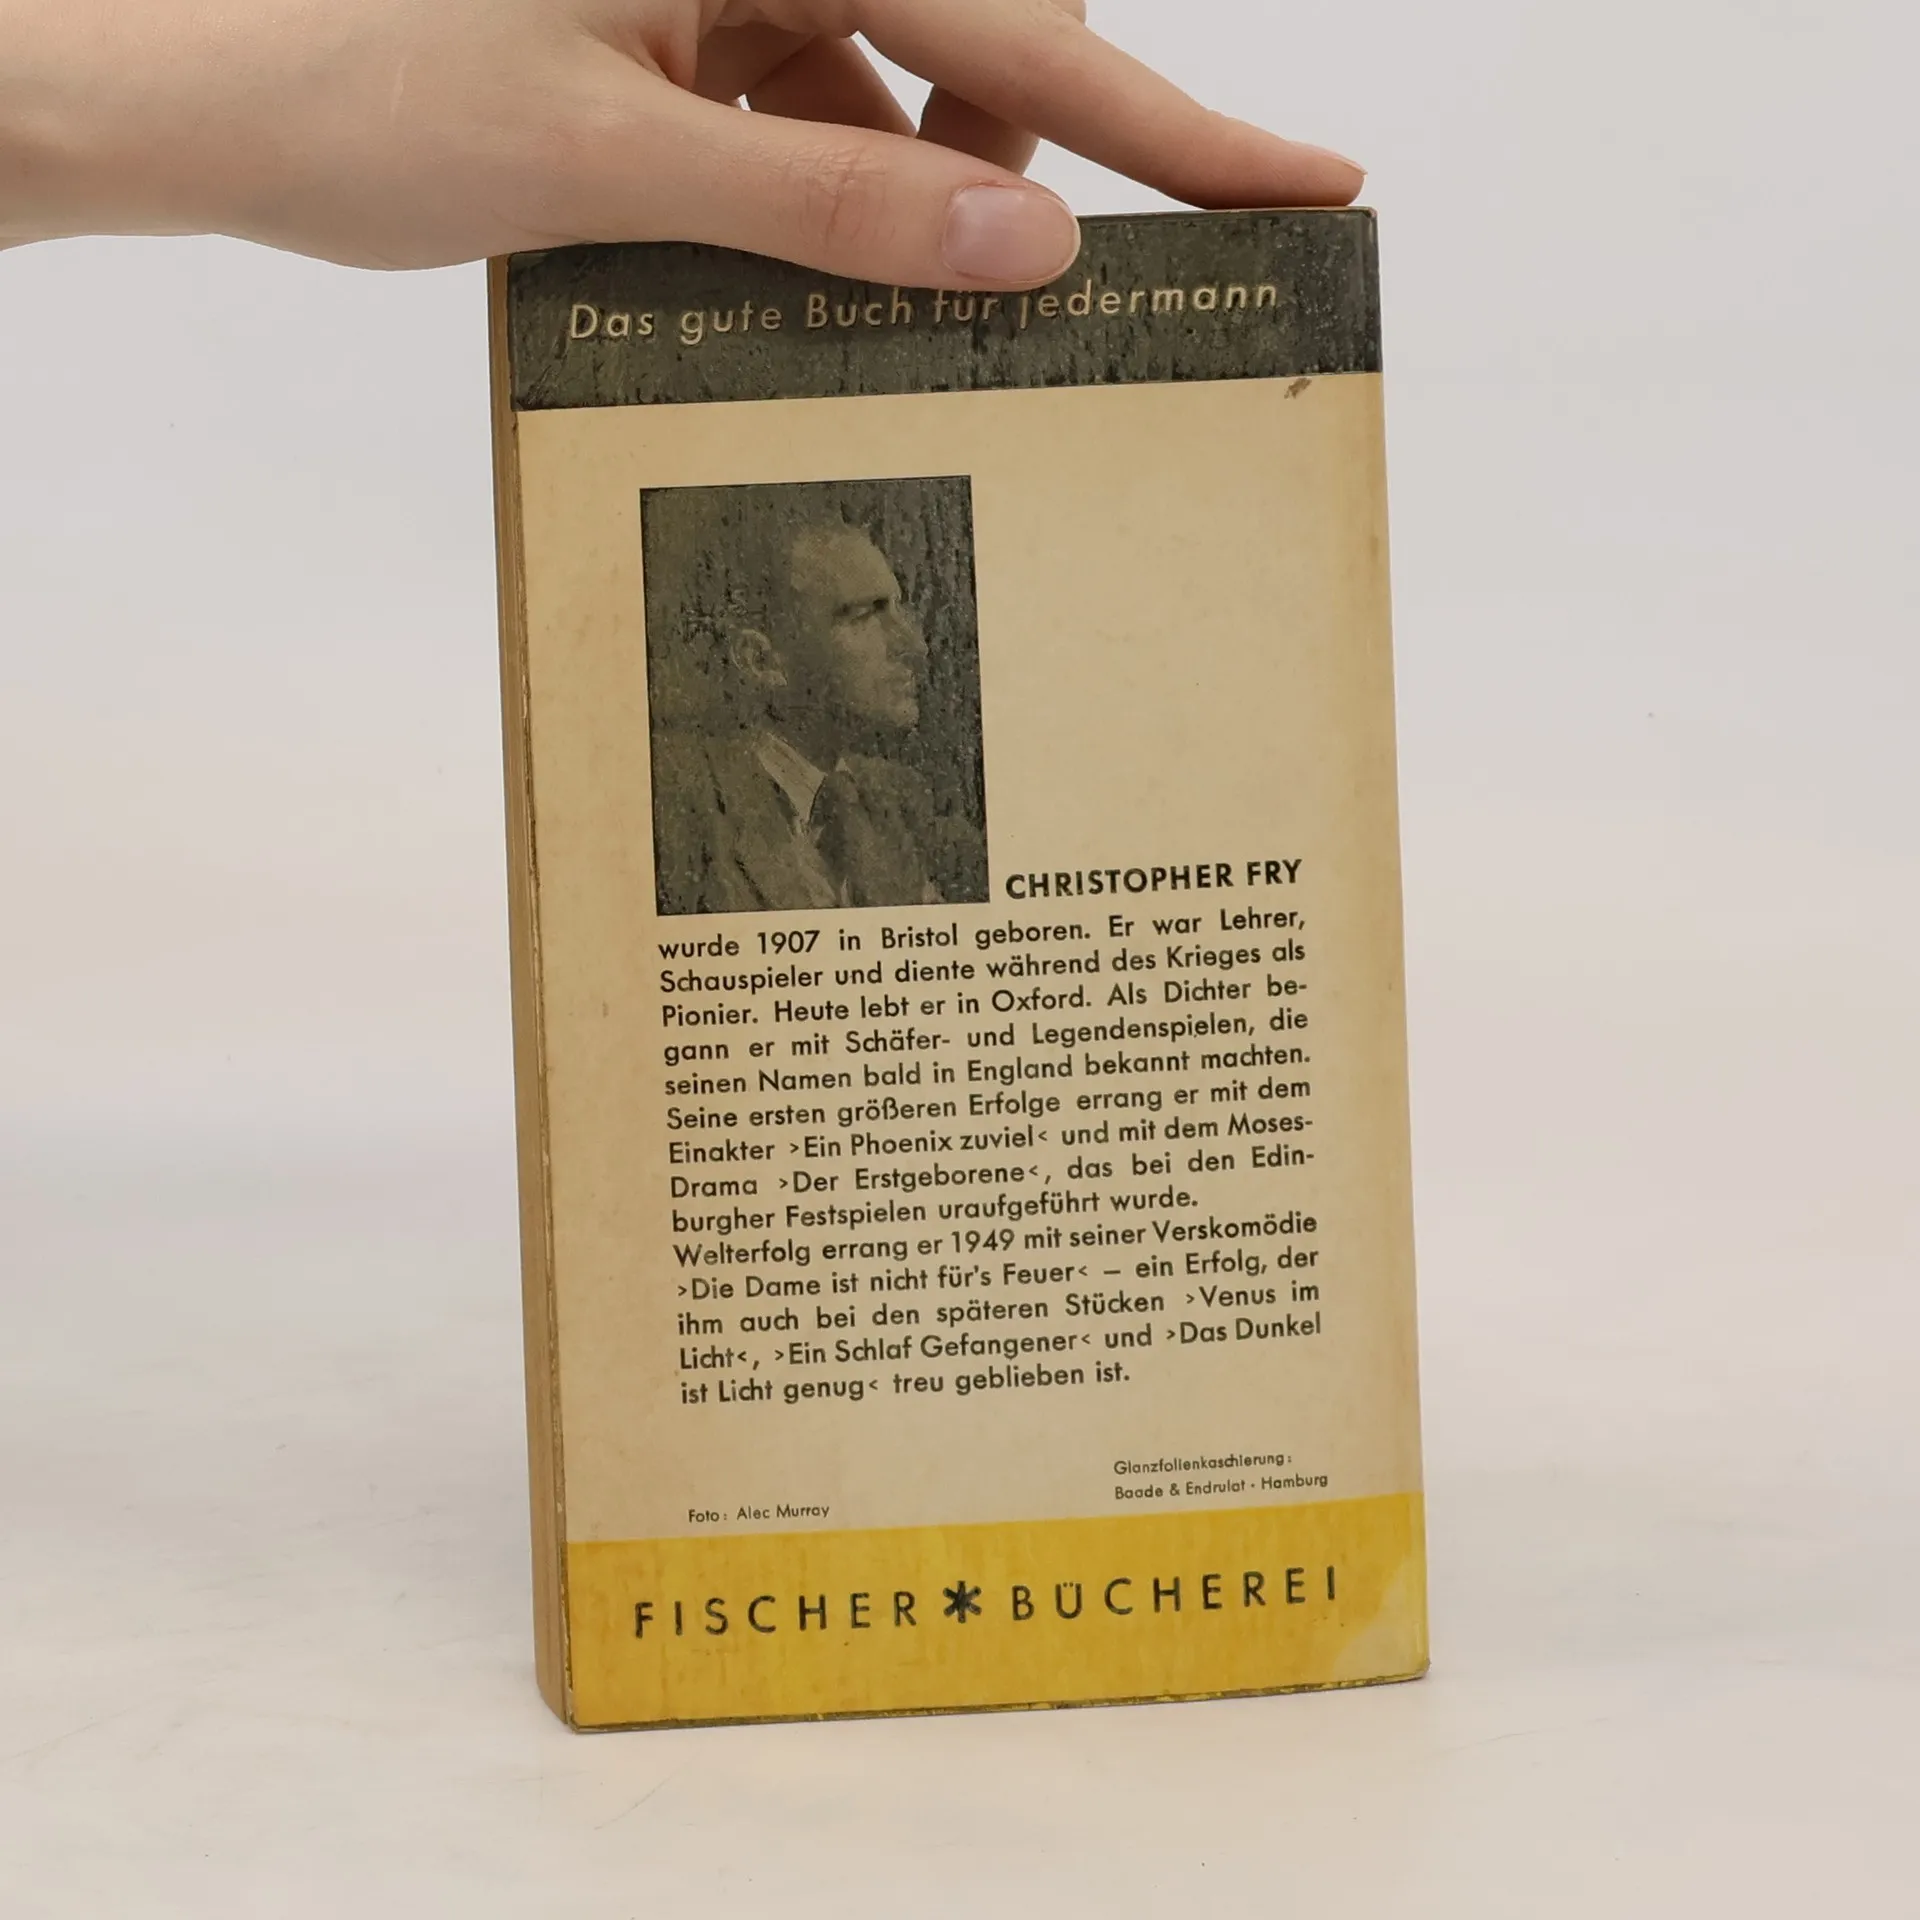 Das gute Buch für jedermann
CHRISTOPHER FRY
wurde 1907 in Bristol geboren. Er war Lehrer,
Schauspieler und diente während des Krieges als
Pionier. Heute lebt er in Oxford. Als Dichter be-
gann er mit Schäfer- und Legendenspielen, die
seinen Namen bald in England bekannt machten.
Seine ersten größeren Erfolge errang er mit dem
Einakter ›Ein Phoenix zuviel‹ und mit dem Moses-
Drama ›Der Erstgeborene‹, das bei den Edin-
burgher Festspielen uraufgeführt wurde.
Welterfolg errang er 1949 mit seiner Verskomödie
›Die Dame ist nicht für's Feuer‹ – ein Erfolg, der
ihm auch bei den späteren Stücken ›Venus im
Licht‹, ›Ein Schlaf Gefangener‹ und ›Das Dunkel
ist Licht genug‹ treu geblieben ist.
Glanzfolienkaschierung:
Baade & Endrulat · Hamburg
Foto: Alec Murray
FISCHER * BÜCHEREI